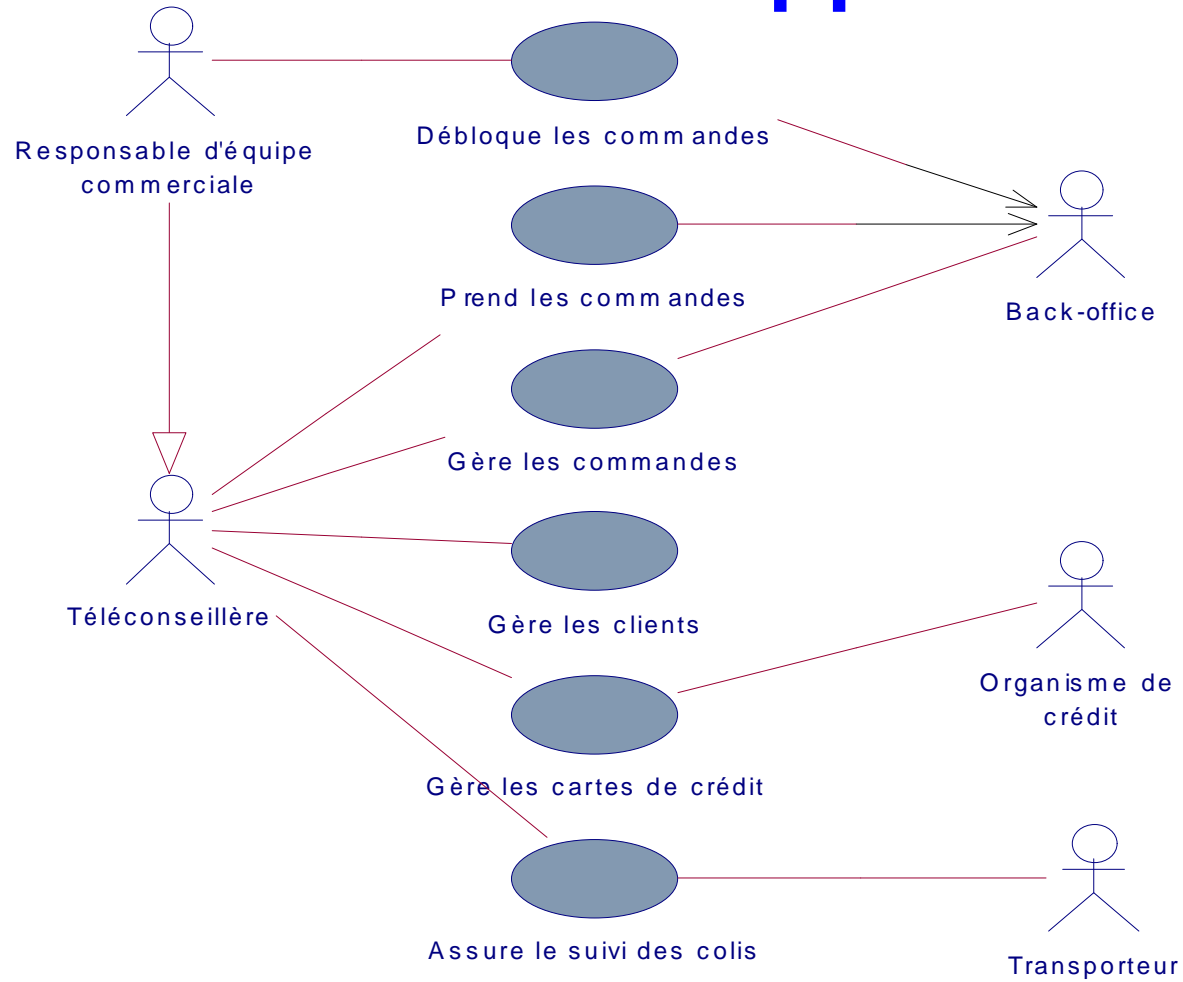 Responsable d'équipe
commerciale
Débloque les commandes
Prend les commandes
Back-office
Gère les commandes
Téléconseillère
Gère les clients
Organisme de
crédit
Gère les cartes de crédit
Assure le suivi des colis
Transporteur